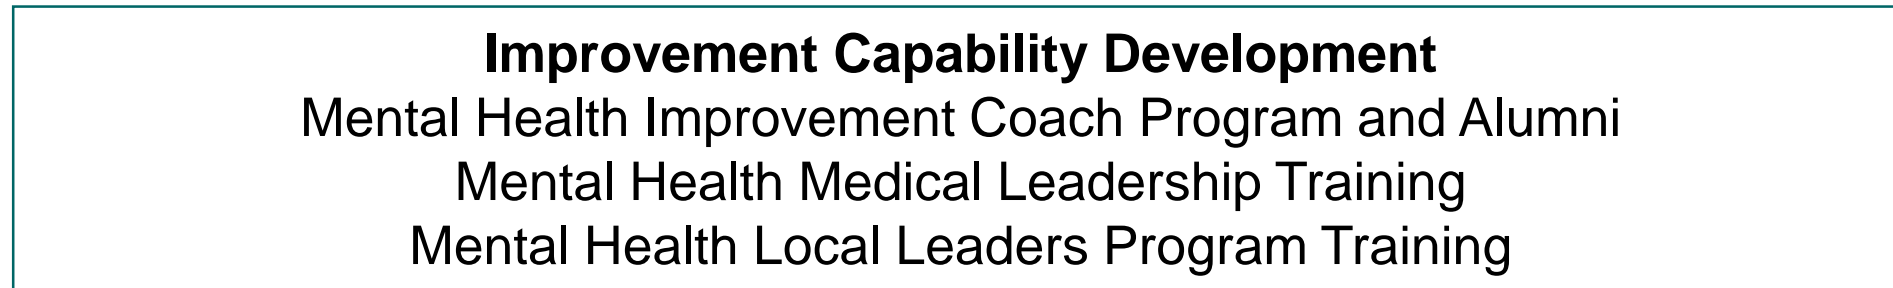 Improvement Capability Development
Mental Health Improvement Coach Program and Alumni
Mental Health Medical Leadership Training
Mental Health Local Leaders Program Training